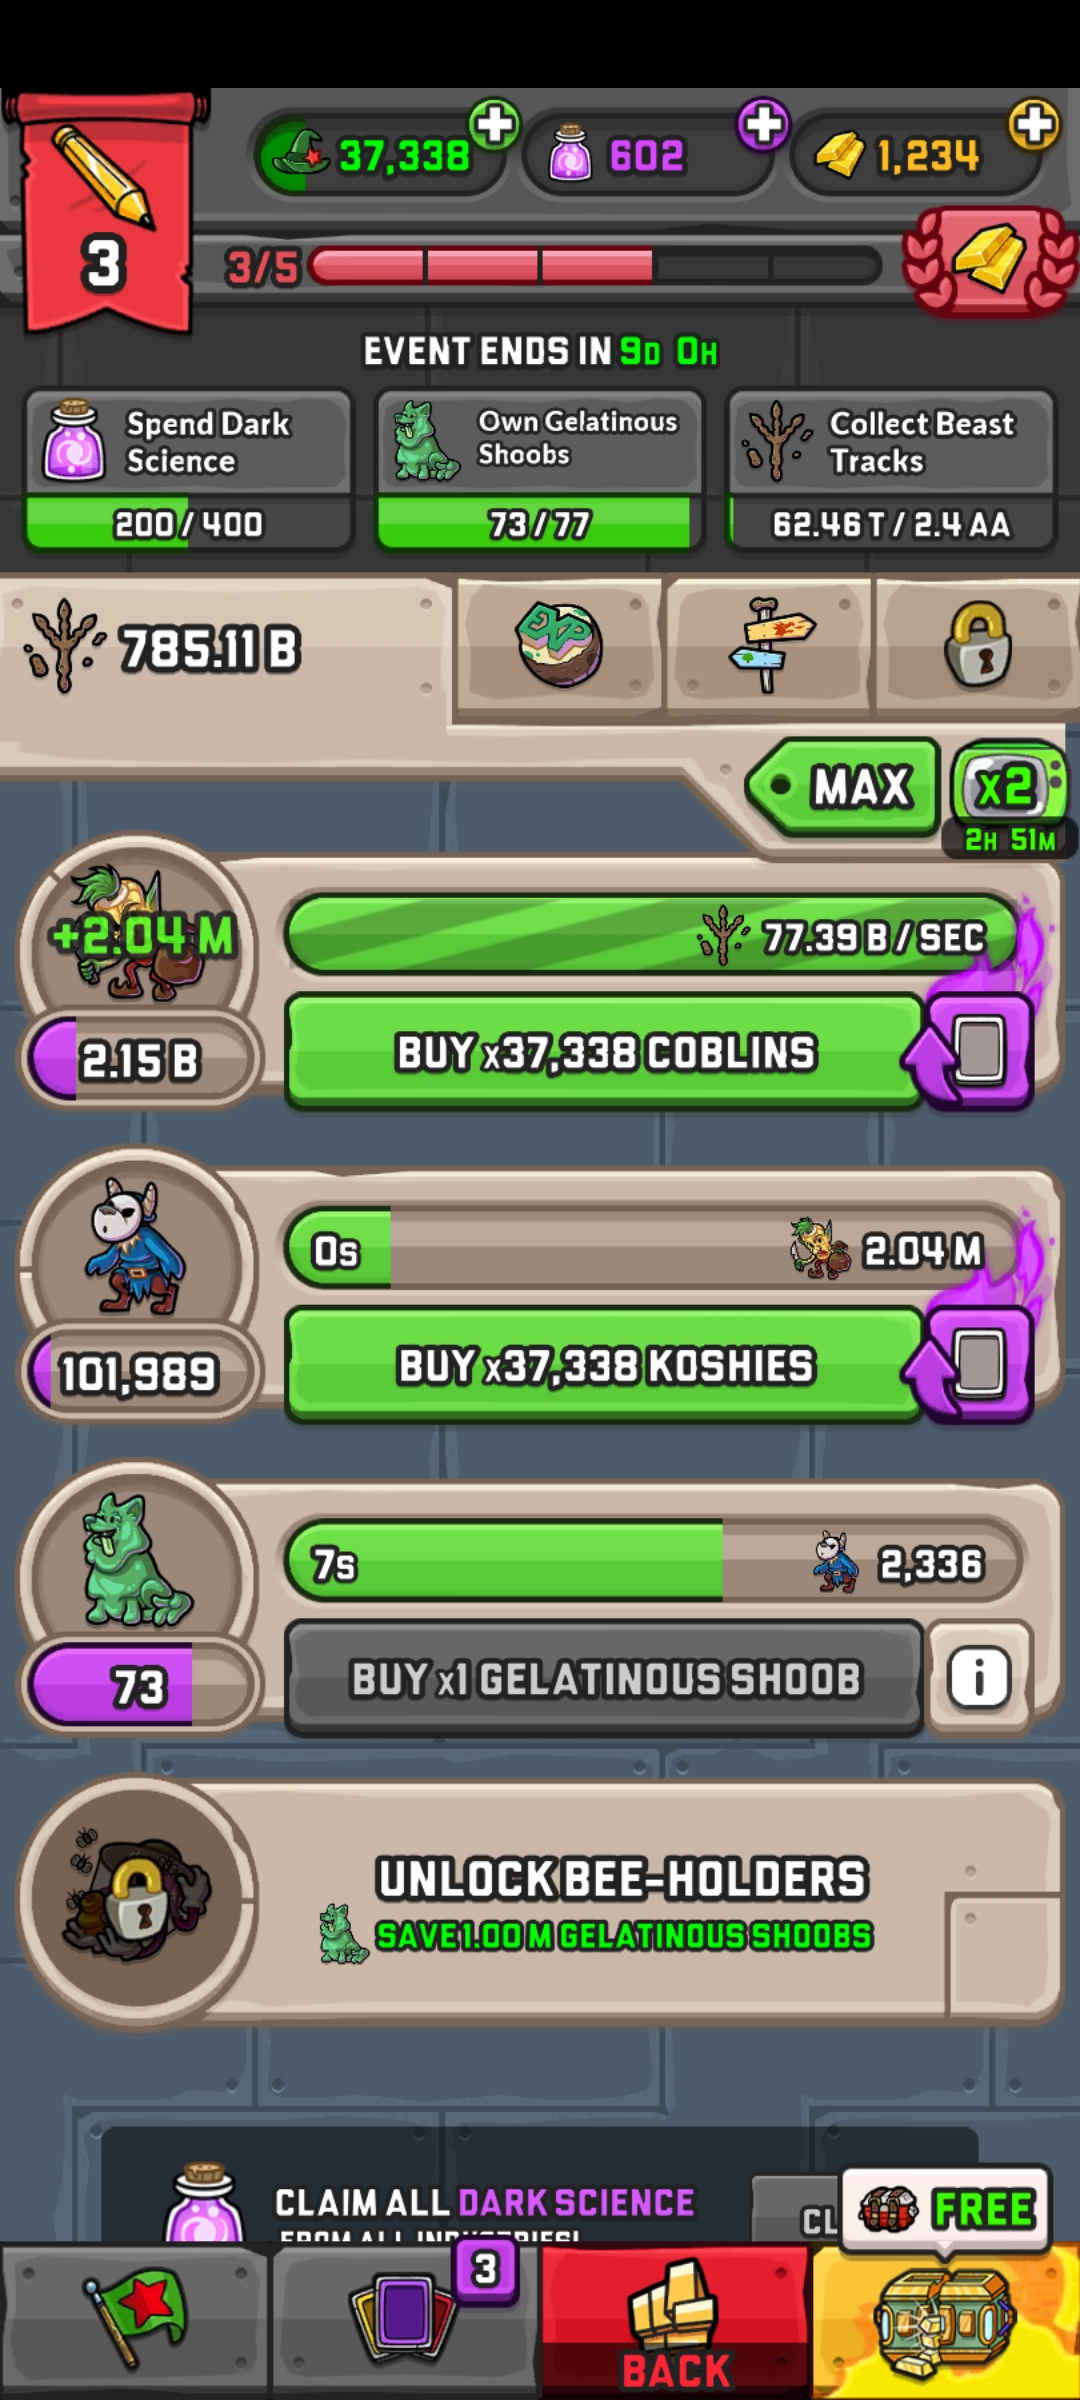 37,338
602
1,234
3
3/5
EVENT ENDS IN 9D 0H
Spend Dark
Science
200 / 400
Own Gelatinous
Shoobs
73 / 77
Collect Beast
Tracks
62.46 T / 2.4 AA
785.11 B
EXP
MAX
x2
2H 51M
+2.04 M
77.39 B / SEC
2.15 B
BUY x37,338 COBLINS
0s
2.04 M
101,989
BUY x37,338 KOSHIES
7s
2,336
73
BUY x1 GELATINOUS SHOOB
i
UNLOCK BEE-HOLDERS
SAVE 1.00 M GELATINOUS SHOOBS
CLAIM ALL DARK SCIENCE
FROM ALL INDUSTRIES!
CL
FREE
3
BACK